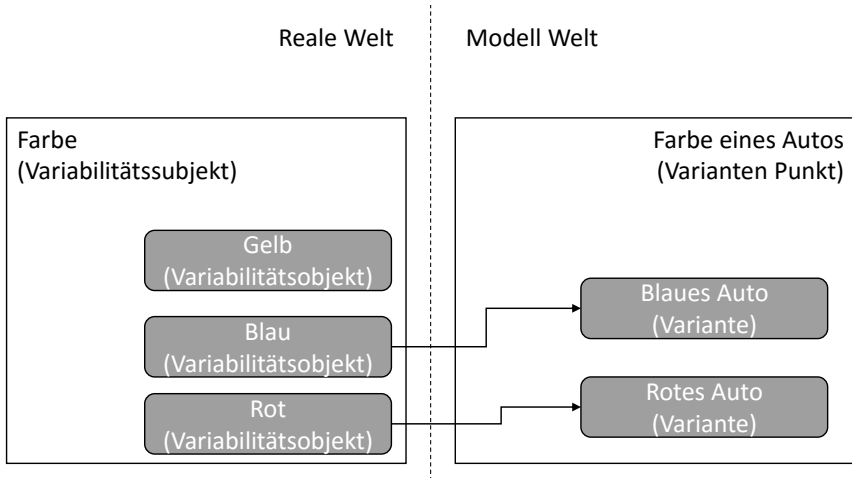 Reale Welt
Modell Welt
Farbe
(Variabilitätssubjekt)
Gelb
(Variabilitätsobjekt)
Blau
(Variabilitätsobjekt)
Rot
(Variabilitätsobjekt)
Farbe eines Autos
(Varianten Punkt)
Blaues Auto
(Variante)
Rotes Auto
(Variante)